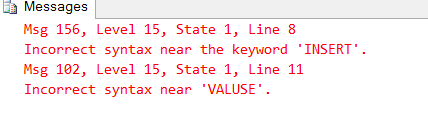 Messages
Msg 156, Level 15, State 1, Line 8
Incorrect syntax near the keyword 'INSERT'.
Msg 102, Level 15, State 1, Line 11
Incorrect syntax near 'VALUSE'.